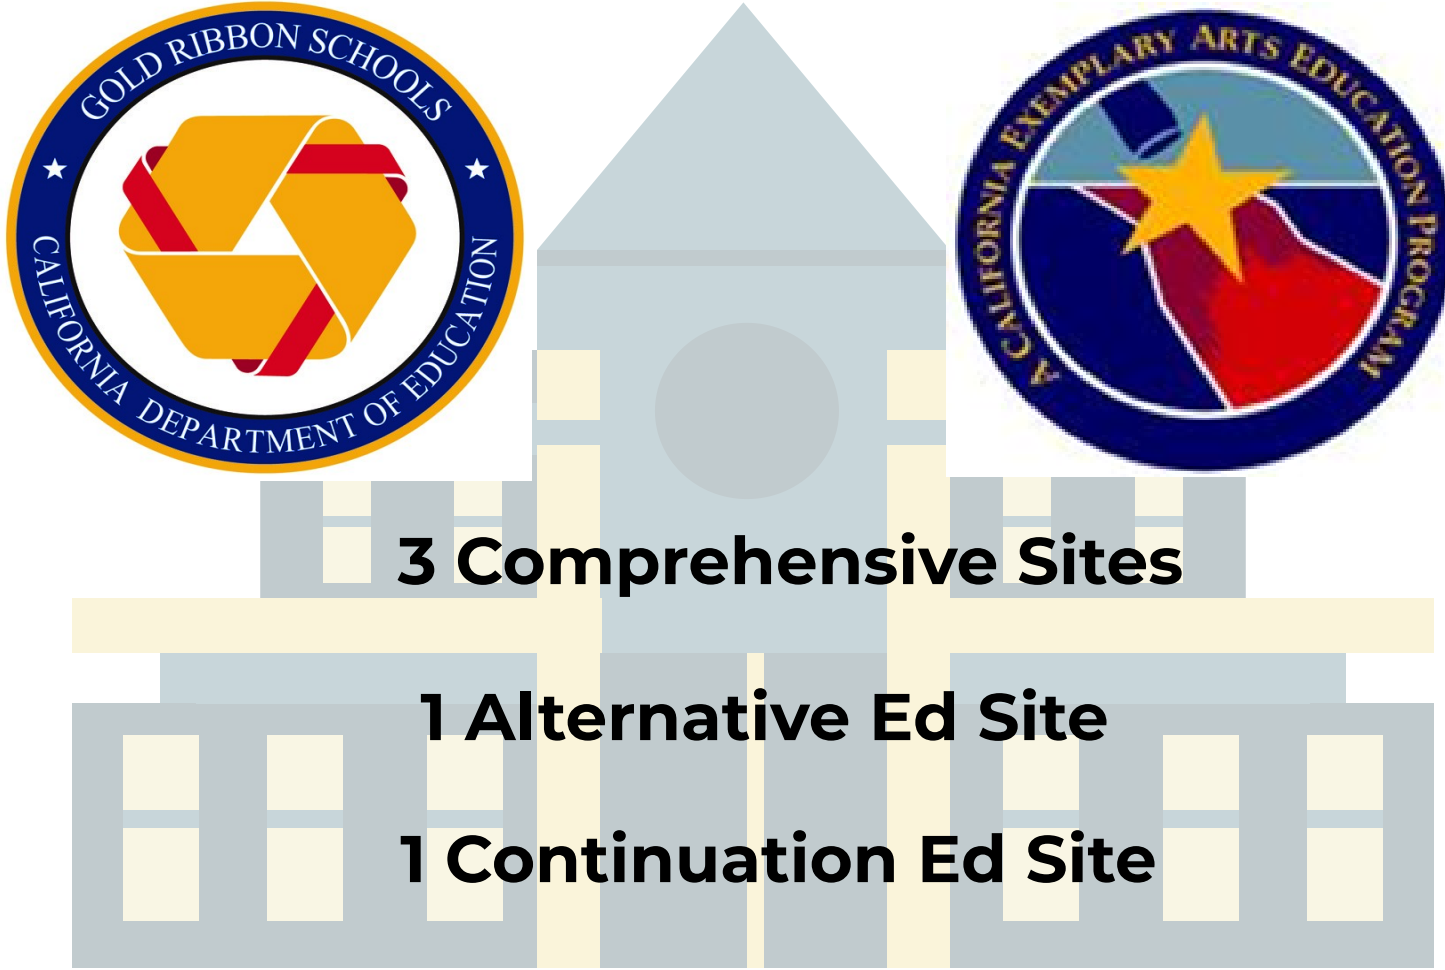 GOLD RIBBON SCHOOLS
CALIFORNIA DEPARTMENT OF EDUCATION
A CALIFORNIA EXEMPLARY ARTS EDUCATION PROGRAM
3 Comprehensive Sites
1 Alternative Ed Site
1 Continuation Ed Site